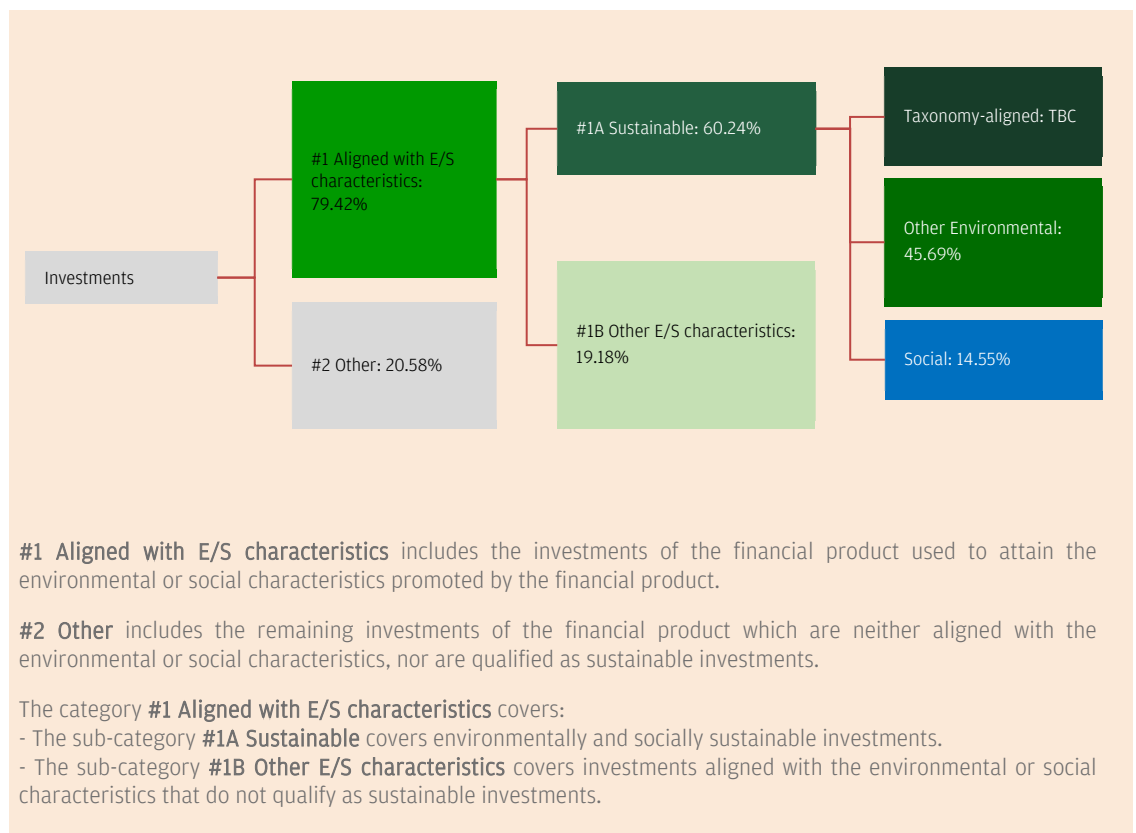 Investments
#1 Aligned with E/S
characteristics:
79.42%
#2 Other: 20.58%
#1A Sustainable: 60.24%
#1B Other E/S characteristics:
19.18%
Taxonomy-aligned: TBC
Other Environmental:
45.69%
Social: 14.55%
#1 Aligned with E/S characteristics includes the investments of the financial product used to attain the
environmental or social characteristics promoted by the financial product.
#2 Other includes the remaining investments of the financial product which are neither aligned with the
environmental or social characteristics, nor are qualified as sustainable investments.
The category #1 Aligned with E/S characteristics covers:
- The sub-category #1A Sustainable covers environmentally and socially sustainable investments.
- The sub-category #1B Other E/S characteristics covers investments aligned with the environmental or social
characteristics that do not qualify as sustainable investments.